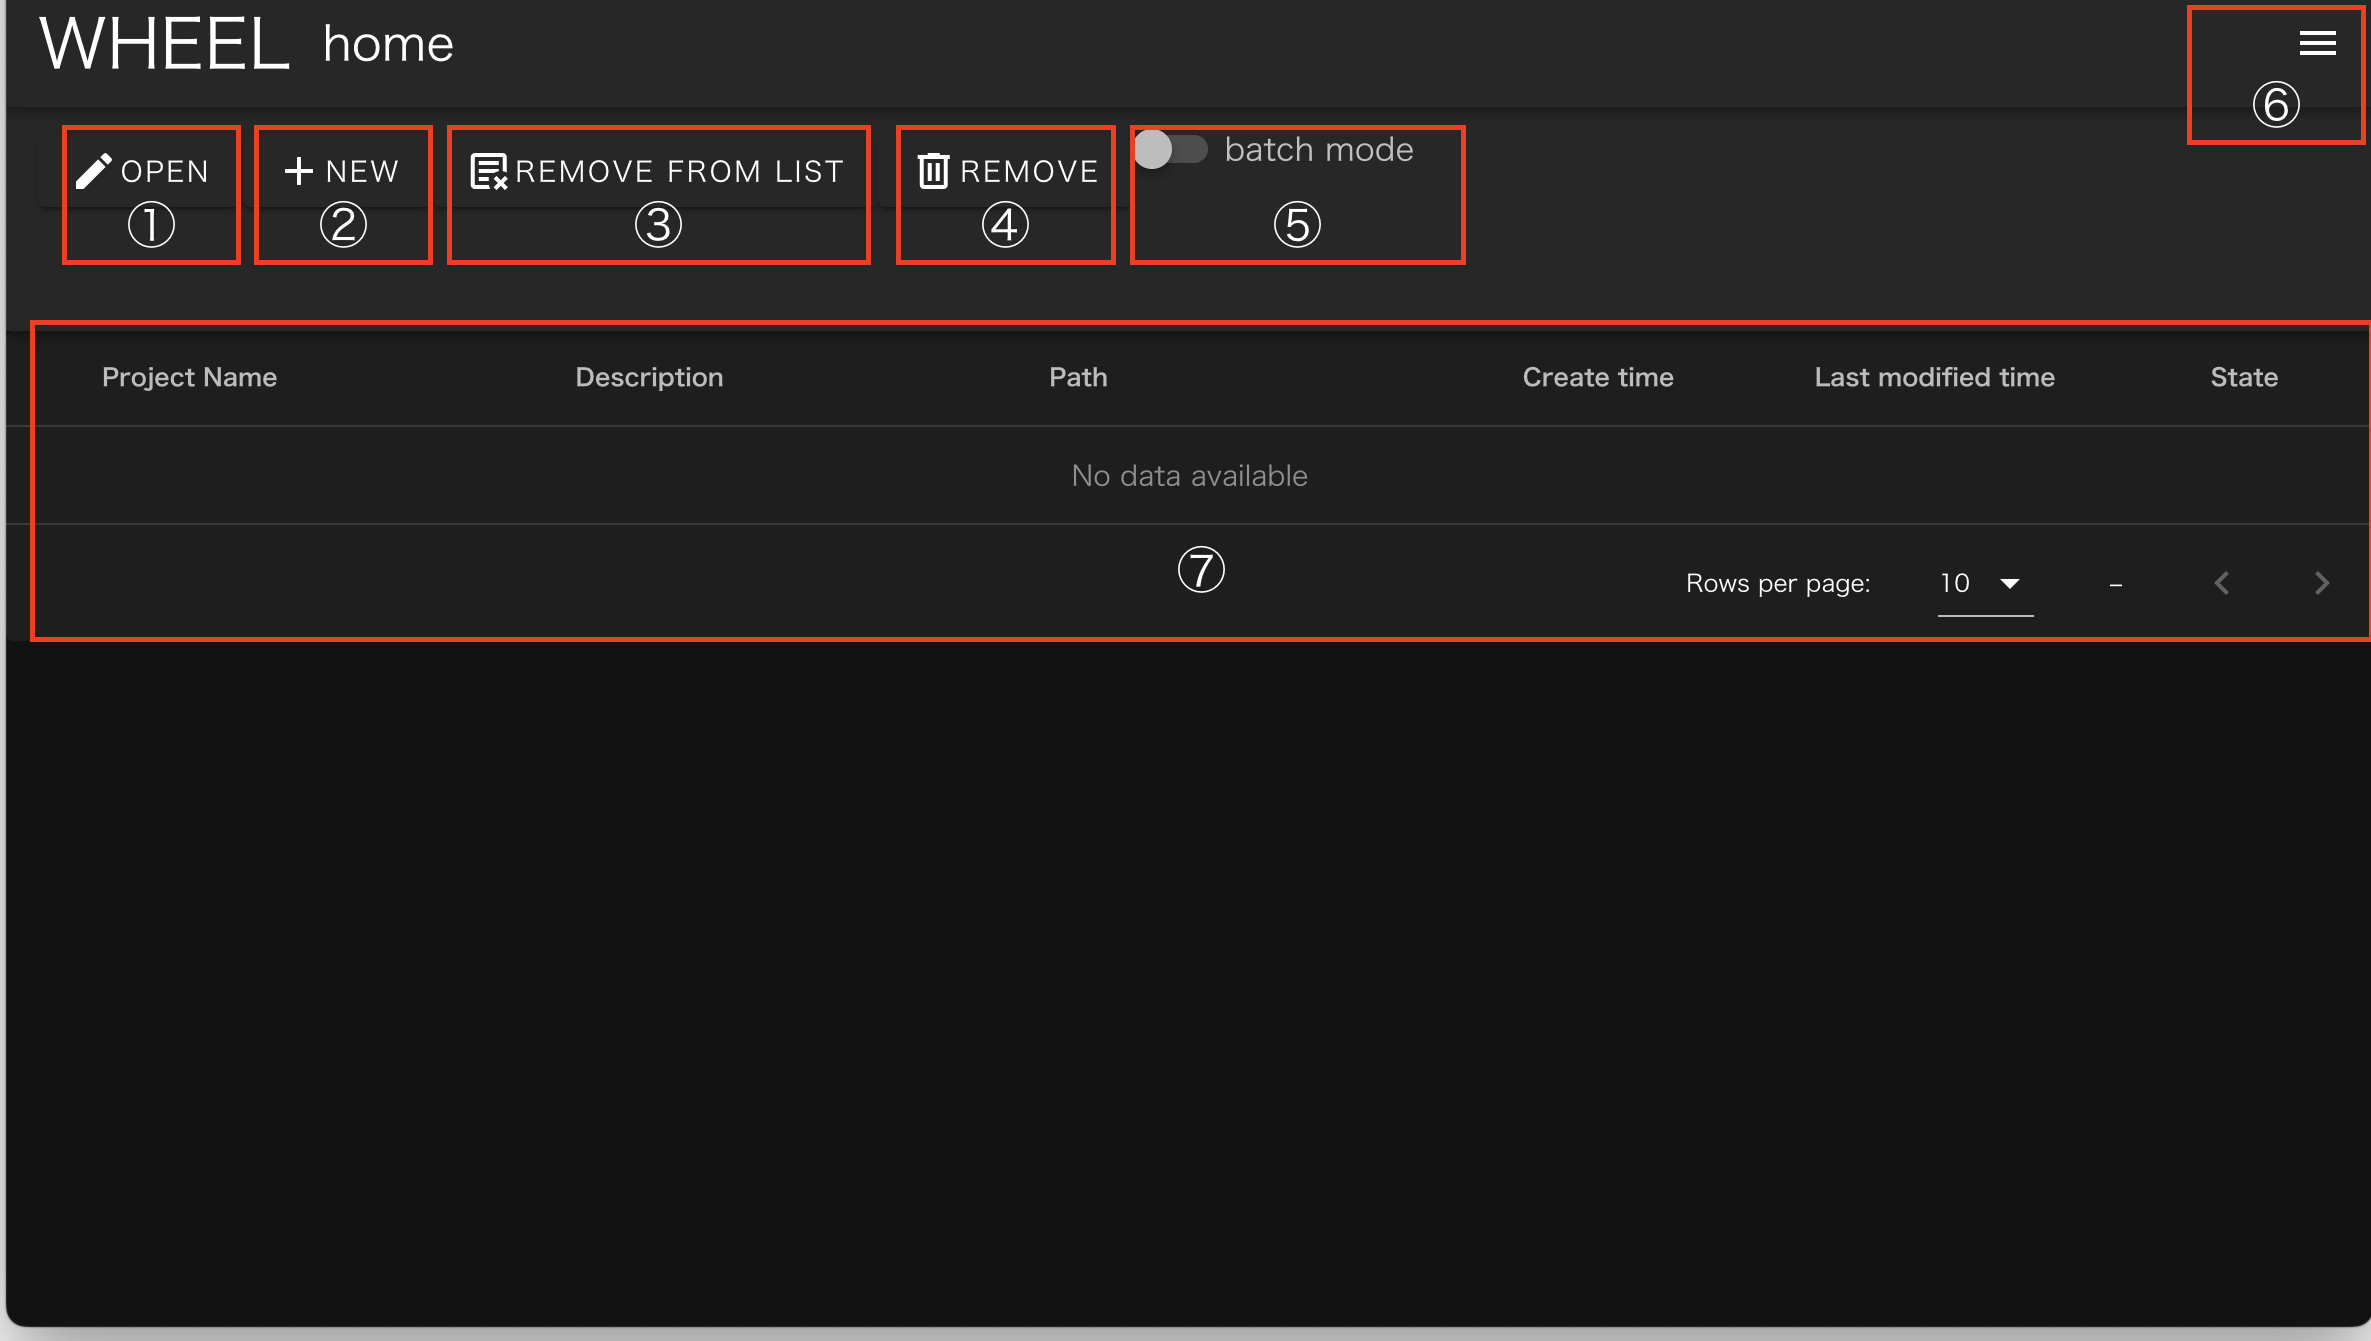 WHEEL home
⑥
OPEN NEW REMOVE FROM LIST REMOVE batch mode
① ② ③ ④ ⑤
Project Name Description Path Create time Last modified time State
No data available
⑦
Rows per page: 10 –